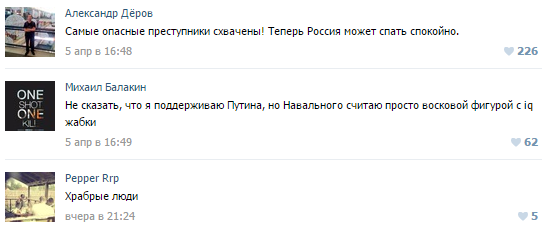 Александр Дёров
Самые опасные преступники схвачены! Теперь Россия может спать спокойно.
5 апр в 16:48
226
Михаил Балакин
ONE
SHOT
ONE
KILL
Не сказать, что я поддерживаю Путина, но Навального считаю просто восковой фигурой с iq
жабки
5 апр в 16:49
62
Pepper Rrp
Храбрые люди
вчера в 21:24
5